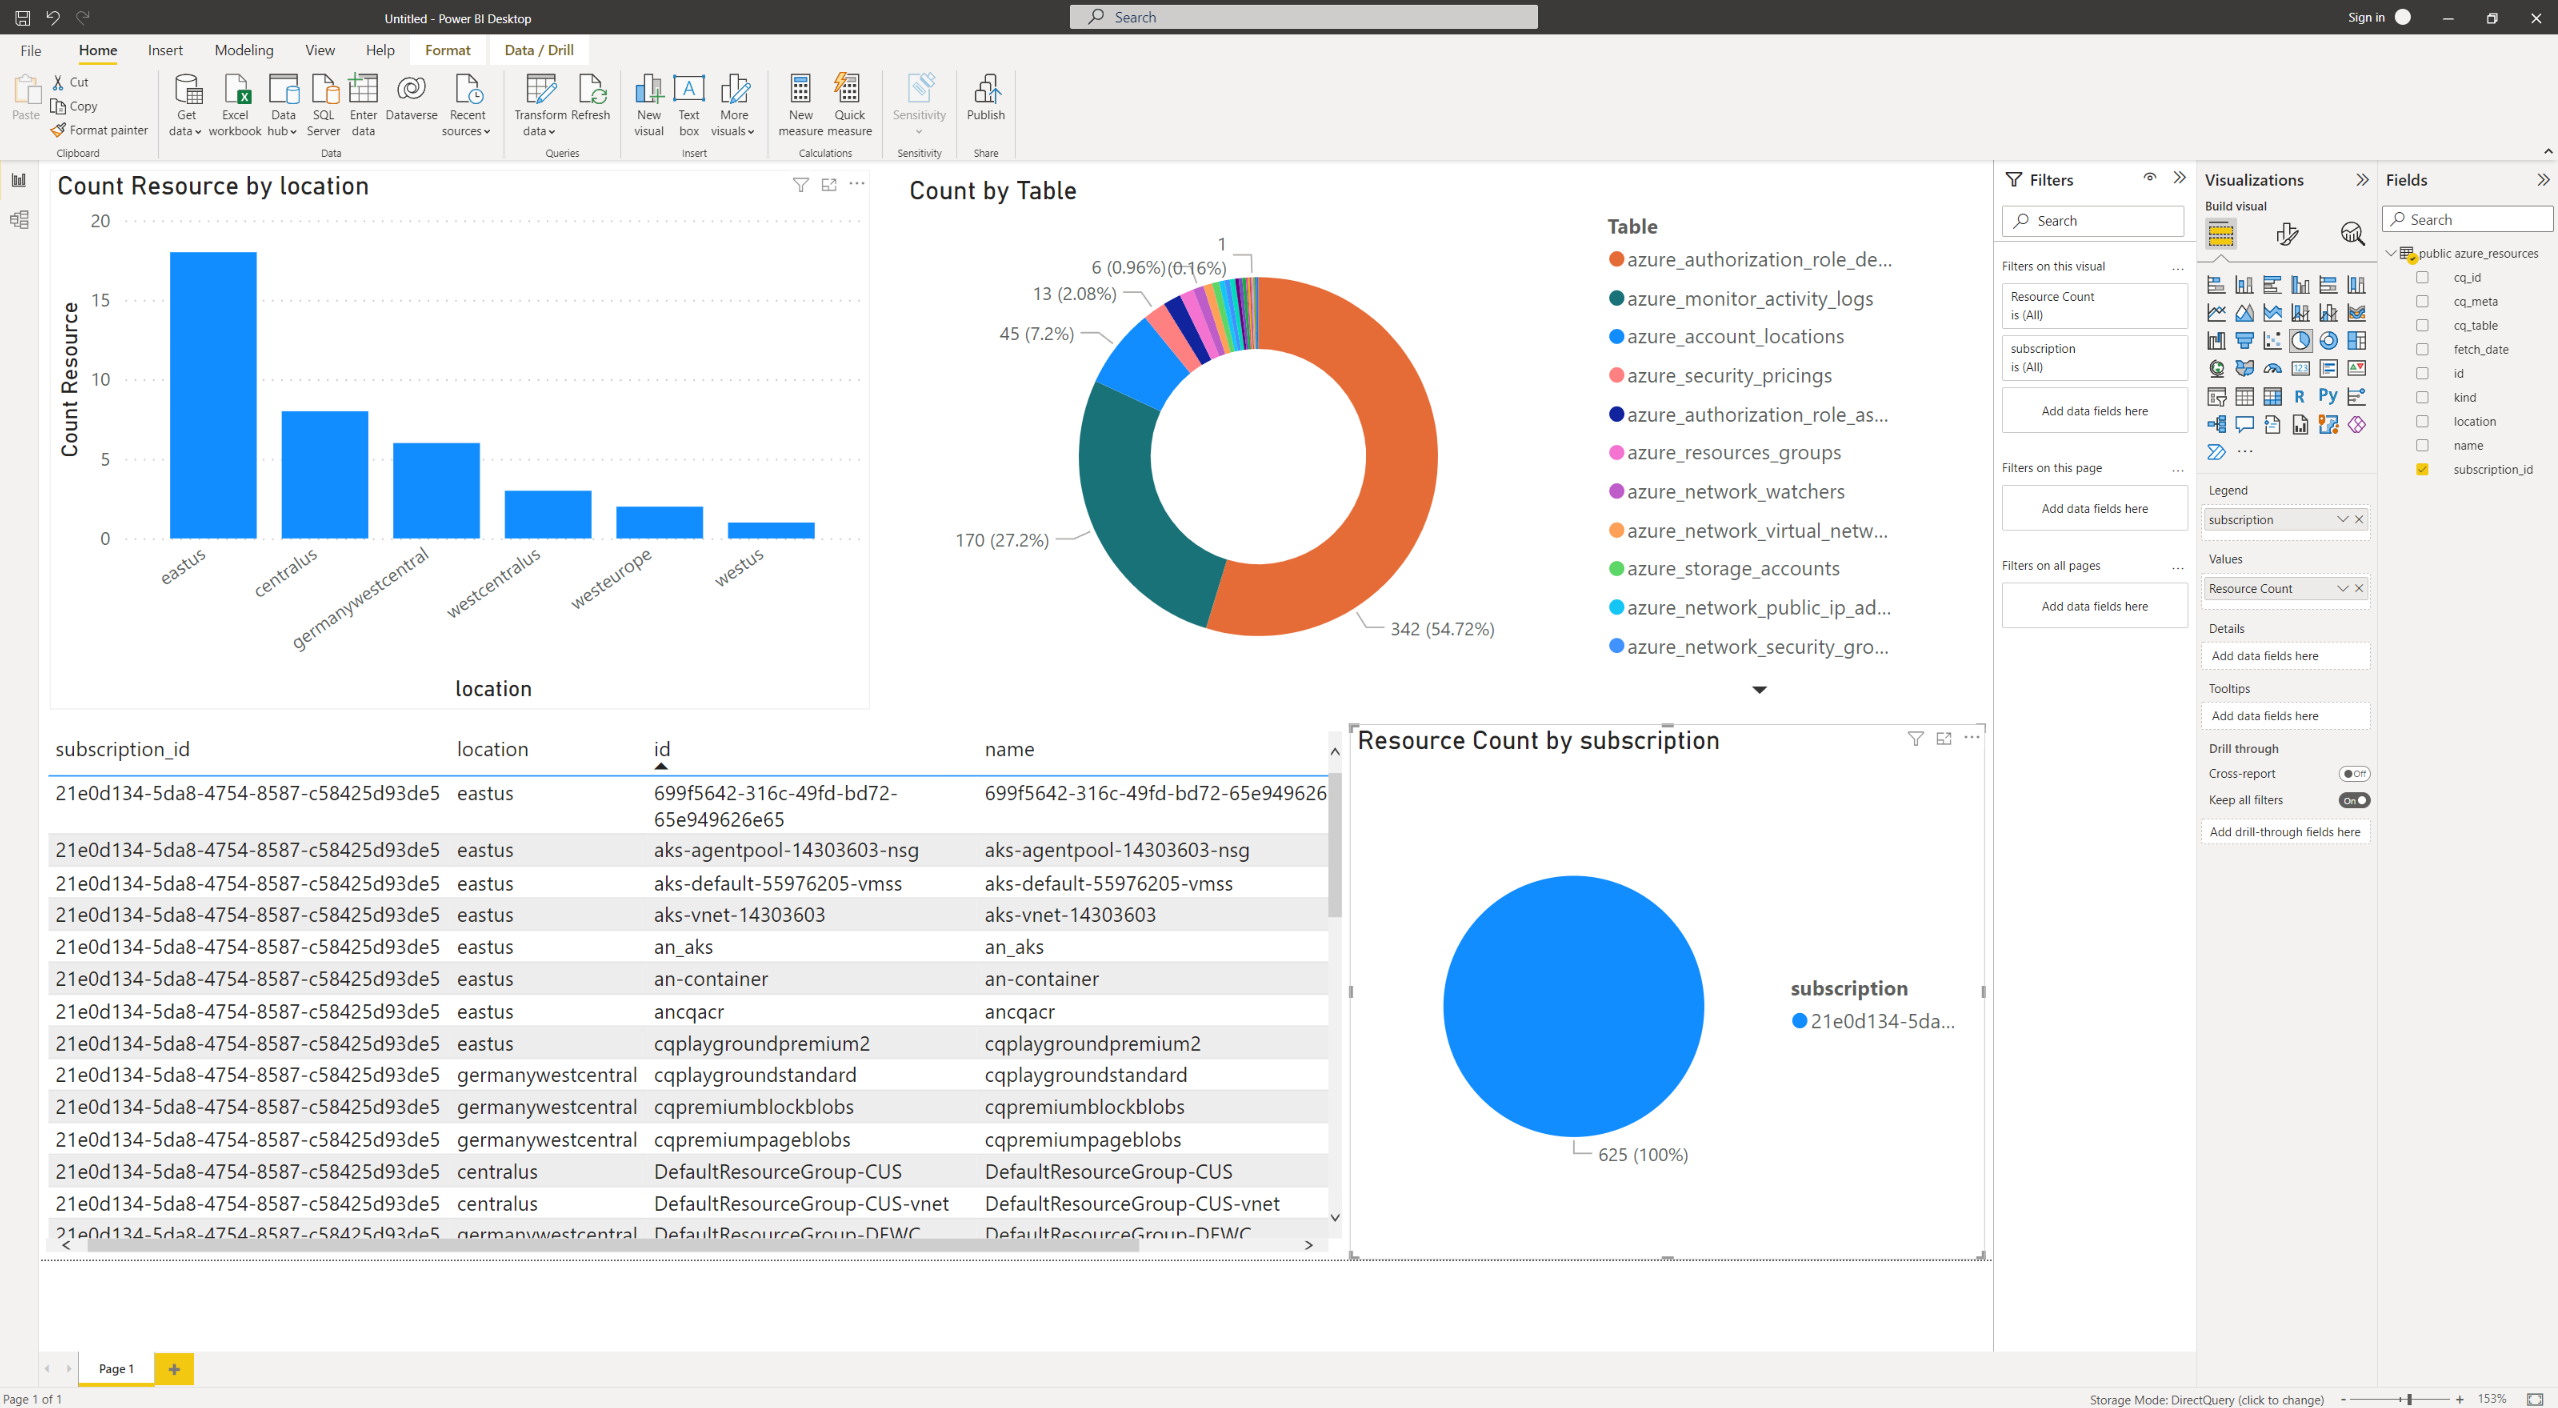 Untitled - Power BI Desktop
Search
Sign in
File
Home
Insert
Modeling
View
Help
Format
Data / Drill
Paste
Cut
Copy
Format painter
Clipboard
Get data
Excel workbook
Data hub
SQL Server
Enter data
Dataverse
Recent sources
Data
Transform data
Refresh
Queries
New visual
Text box
More visuals
Insert
New measure
Quick measure
Calculations
Sensitivity
Sensitivity
Publish
Share
Count Resource by location
Count Resource
20
15
10
5
0
eastus
centralus
germanywestcentral
westcentralus
westeurope
westus
location
Count by Table
1
6 (0.96%)
(0.16%)
13 (2.08%)
45 (7.2%)
170 (27.2%)
342 (54.72%)
Table
azure_authorization_role_de...
azure_monitor_activity_logs
azure_account_locations
azure_security_pricings
azure_authorization_role_as...
azure_resources_groups
azure_network_watchers
azure_network_virtual_netw...
azure_storage_accounts
azure_network_public_ip_ad...
azure_network_security_gro...
subscription_id location id name
21e0d134-5da8-4754-8587-c58425d93de5 eastus 699f5642-316c-49fd-bd72- 699f5642-316c-49fd-bd72-65e949626
65e949626e65
21e0d134-5da8-4754-8587-c58425d93de5 eastus aks-agentpool-14303603-nsg aks-agentpool-14303603-nsg
21e0d134-5da8-4754-8587-c58425d93de5 eastus aks-default-55976205-vmss aks-default-55976205-vmss
21e0d134-5da8-4754-8587-c58425d93de5 eastus aks-vnet-14303603 aks-vnet-14303603
21e0d134-5da8-4754-8587-c58425d93de5 eastus an_aks an_aks
21e0d134-5da8-4754-8587-c58425d93de5 eastus an-container an-container
21e0d134-5da8-4754-8587-c58425d93de5 eastus ancqacr ancqacr
21e0d134-5da8-4754-8587-c58425d93de5 eastus cqplaygroundpremium2 cqplaygroundpremium2
21e0d134-5da8-4754-8587-c58425d93de5 germanywestcentral cqplaygroundstandard cqplaygroundstandard
21e0d134-5da8-4754-8587-c58425d93de5 germanywestcentral cqpremiumblockblobs cqpremiumblockblobs
21e0d134-5da8-4754-8587-c58425d93de5 germanywestcentral cqpremiumpageblobs cqpremiumpageblobs
21e0d134-5da8-4754-8587-c58425d93de5 centralus DefaultResourceGroup-CUS DefaultResourceGroup-CUS
21e0d134-5da8-4754-8587-c58425d93de5 centralus DefaultResourceGroup-CUS-vnet DefaultResourceGroup-CUS-vnet
21e0d134-5da8-4754-8587-c58425d93de5 germanywestcentral DefaultResourceGroup-DEWC DefaultResourceGroup-DEWC
Resource Count by subscription
625 (100%)
subscription
21e0d134-5da...
Filters
Search
Filters on this visual
Resource Count
is (All)
subscription
is (All)
Add data fields here
Filters on this page
Add data fields here
Filters on all pages
Add data fields here
Visualizations
Build visual
123
R
Py
Legend
subscription
Values
Resource Count
Details
Add data fields here
Tooltips
Add data fields here
Drill through
Cross-report
Off
Keep all filters
On
Add drill-through fields here
Fields
Search
public azure_resources
cq_id
cq_meta
cq_table
fetch_date
id
kind
location
name
subscription_id
Page 1
Page 1 of 1
Storage Mode: DirectQuery (click to change)
153%